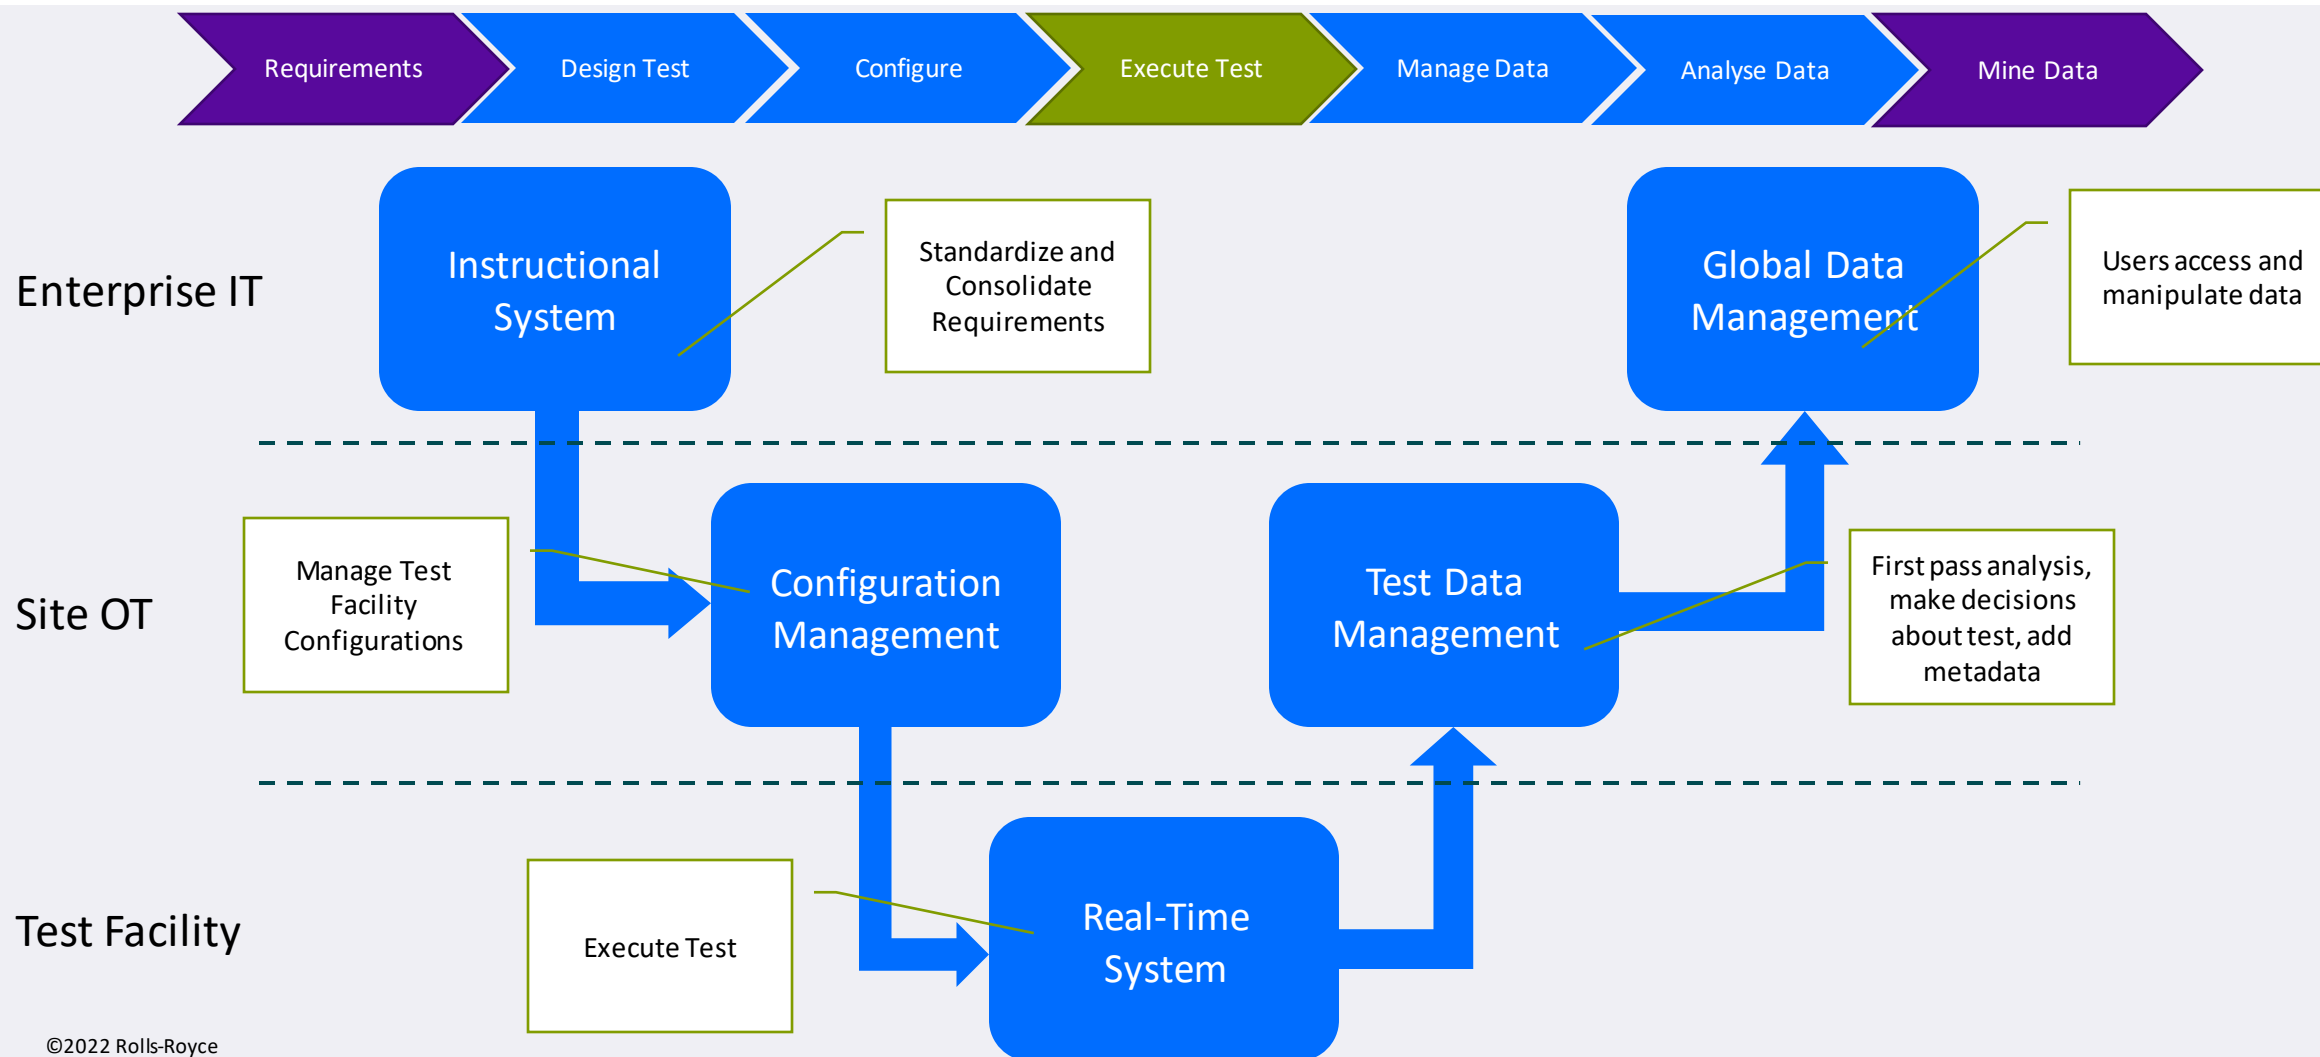 Requirements
Design Test
Configure
Execute Test
Manage Data
Analyse Data
Mine Data
Enterprise IT
Instructional
System
Standardize and
Consolidate
Requirements
Global Data
Management
Users access and
manipulate data
Site OT
Manage Test
Facility
Configurations
Configuration
Management
Test Data
Management
First pass analysis,
make decisions
about test, add
metadata
Test Facility
Execute Test
Real-Time
System
©2022 Rolls-Royce